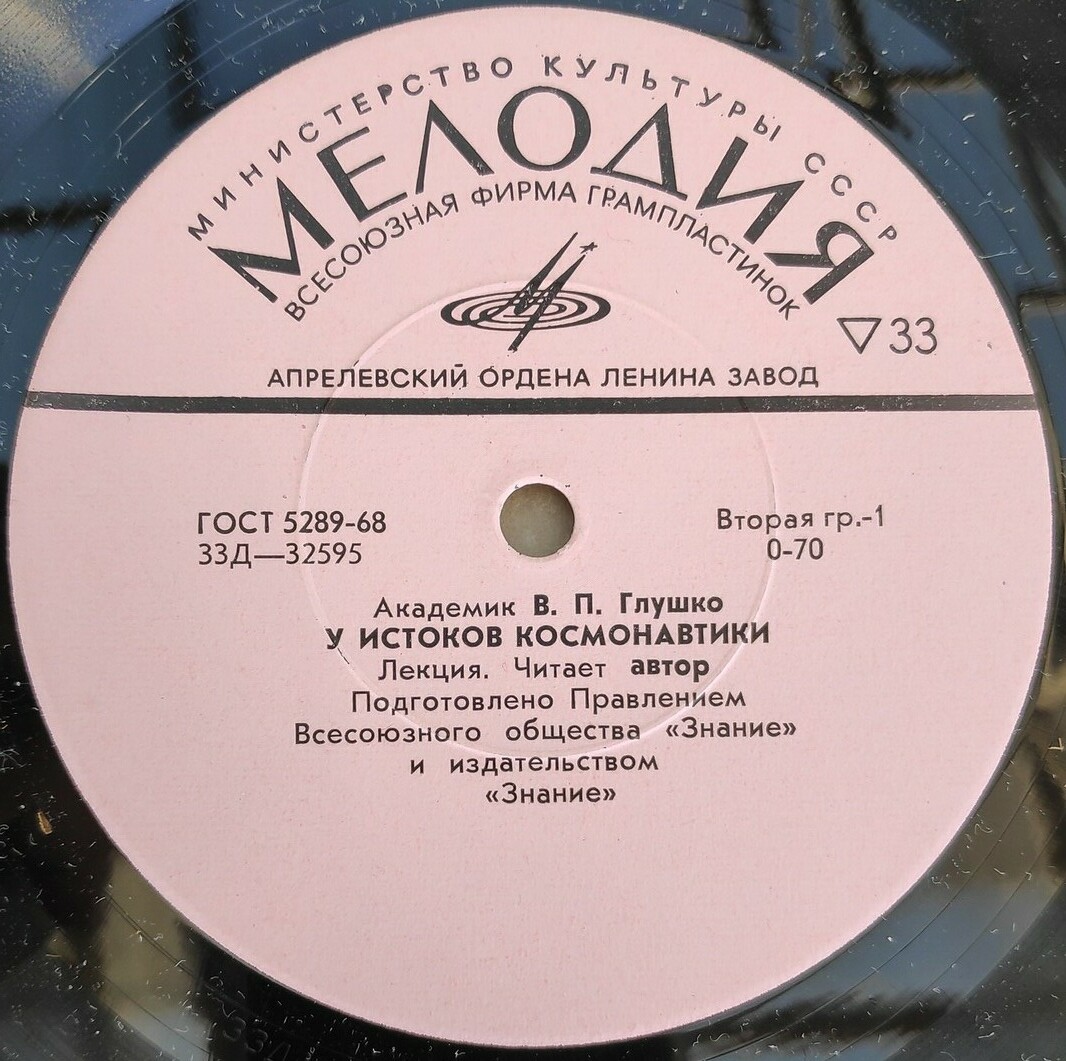 МИНИСТЕРСТВО КУЛЬТУРЫ СССР
МЕЛОДИЯ
ВСЕСОЮЗНАЯ ФИРМА ГРАМПЛАСТИНОК
▽33
АПРЕЛЕВСКИЙ ОРДЕНА ЛЕНИНА ЗАВОД
ГОСТ 5289-68
33Д—32595
Вторая гр.-1
0-70
Академик В. П. Глушко
У ИСТОКОВ КОСМОНАВТИКИ
Лекция. Читает автор
Подготовлено Правлением
Всесоюзного общества «Знание»
и издательством
«Знание»